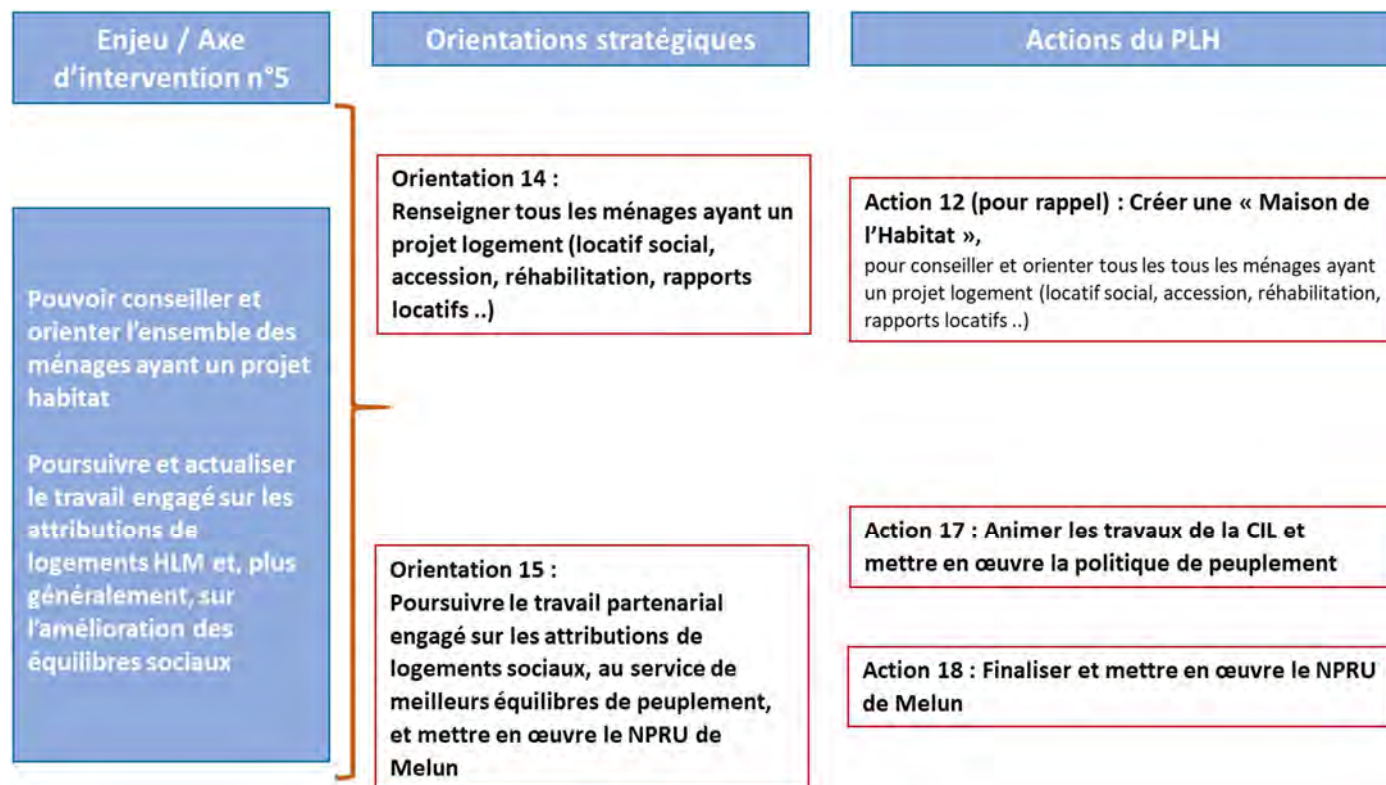 Enjeu / Axe
d'intervention n°5
Orientations stratégiques
Actions du PLH
Pouvoir conseiller et
orienter l'ensemble des
ménages ayant un projet
habitat
Poursuivre et actualiser
le travail engagé sur les
attributions de
logements HLM et, plus
généralement, sur
l'amélioration des
équilibres sociaux
Orientation 14 :
Renseigner tous les ménages ayant un
projet logement (locatif social,
accession, réhabilitation, rapports
locatifs ..)
Orientation 15 :
Poursuivre le travail partenarial
engagé sur les attributions de
logements sociaux, au service de
meilleurs équilibres de peuplement,
et mettre en œuvre le NPRU de
Melun
Action 12 (pour rappel) : Créer une « Maison de
l'Habitat »,
pour conseiller et orienter tous les tous les ménages ayant
un projet logement (locatif social, accession, réhabilitation,
rapports locatifs ..)
Action 17 : Animer les travaux de la CIL et
mettre en œuvre la politique de peuplement
Action 18 : Finaliser et mettre en œuvre le NPRU
de Melun